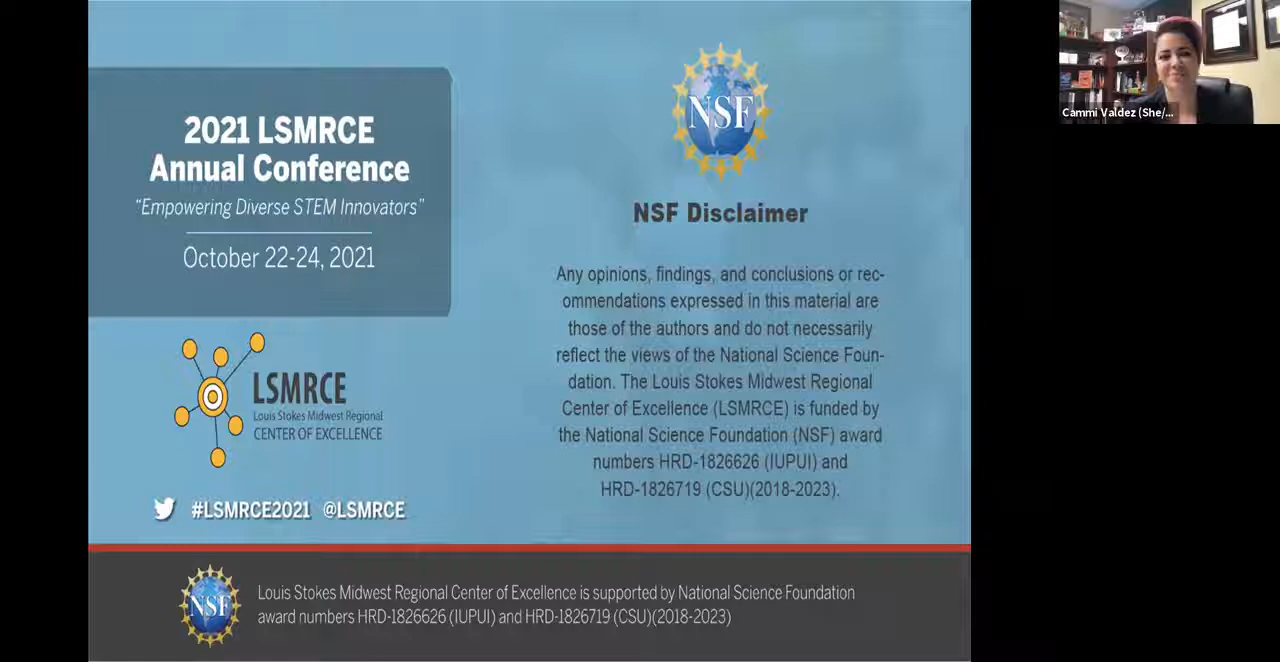 2021 LSMRCE
Annual Conference
“Empowering Diverse STEM Innovators”
October 22-24, 2021
LSMRCE
Louis Stokes Midwest Regional
CENTER OF EXCELLENCE
#LSMRCE2021 @LSMRCE
NSF
NSF Disclaimer
Any opinions, findings, and conclusions or rec-
ommendations expressed in this material are
those of the authors and do not necessarily
reflect the views of the National Science Foun-
dation. The Louis Stokes Midwest Regional
Center of Excellence (LSMRCE) is funded by
the National Science Foundation (NSF) award
numbers HRD-1826626 (IUPUI) and
HRD-1826719 (CSU)(2018-2023).
NSF
Louis Stokes Midwest Regional Center of Excellence is supported by National Science Foundation
award numbers HRD-1826626 (IUPUI) and HRD-1826719 (CSU)(2018-2023)
Cammi Valdez (She/...